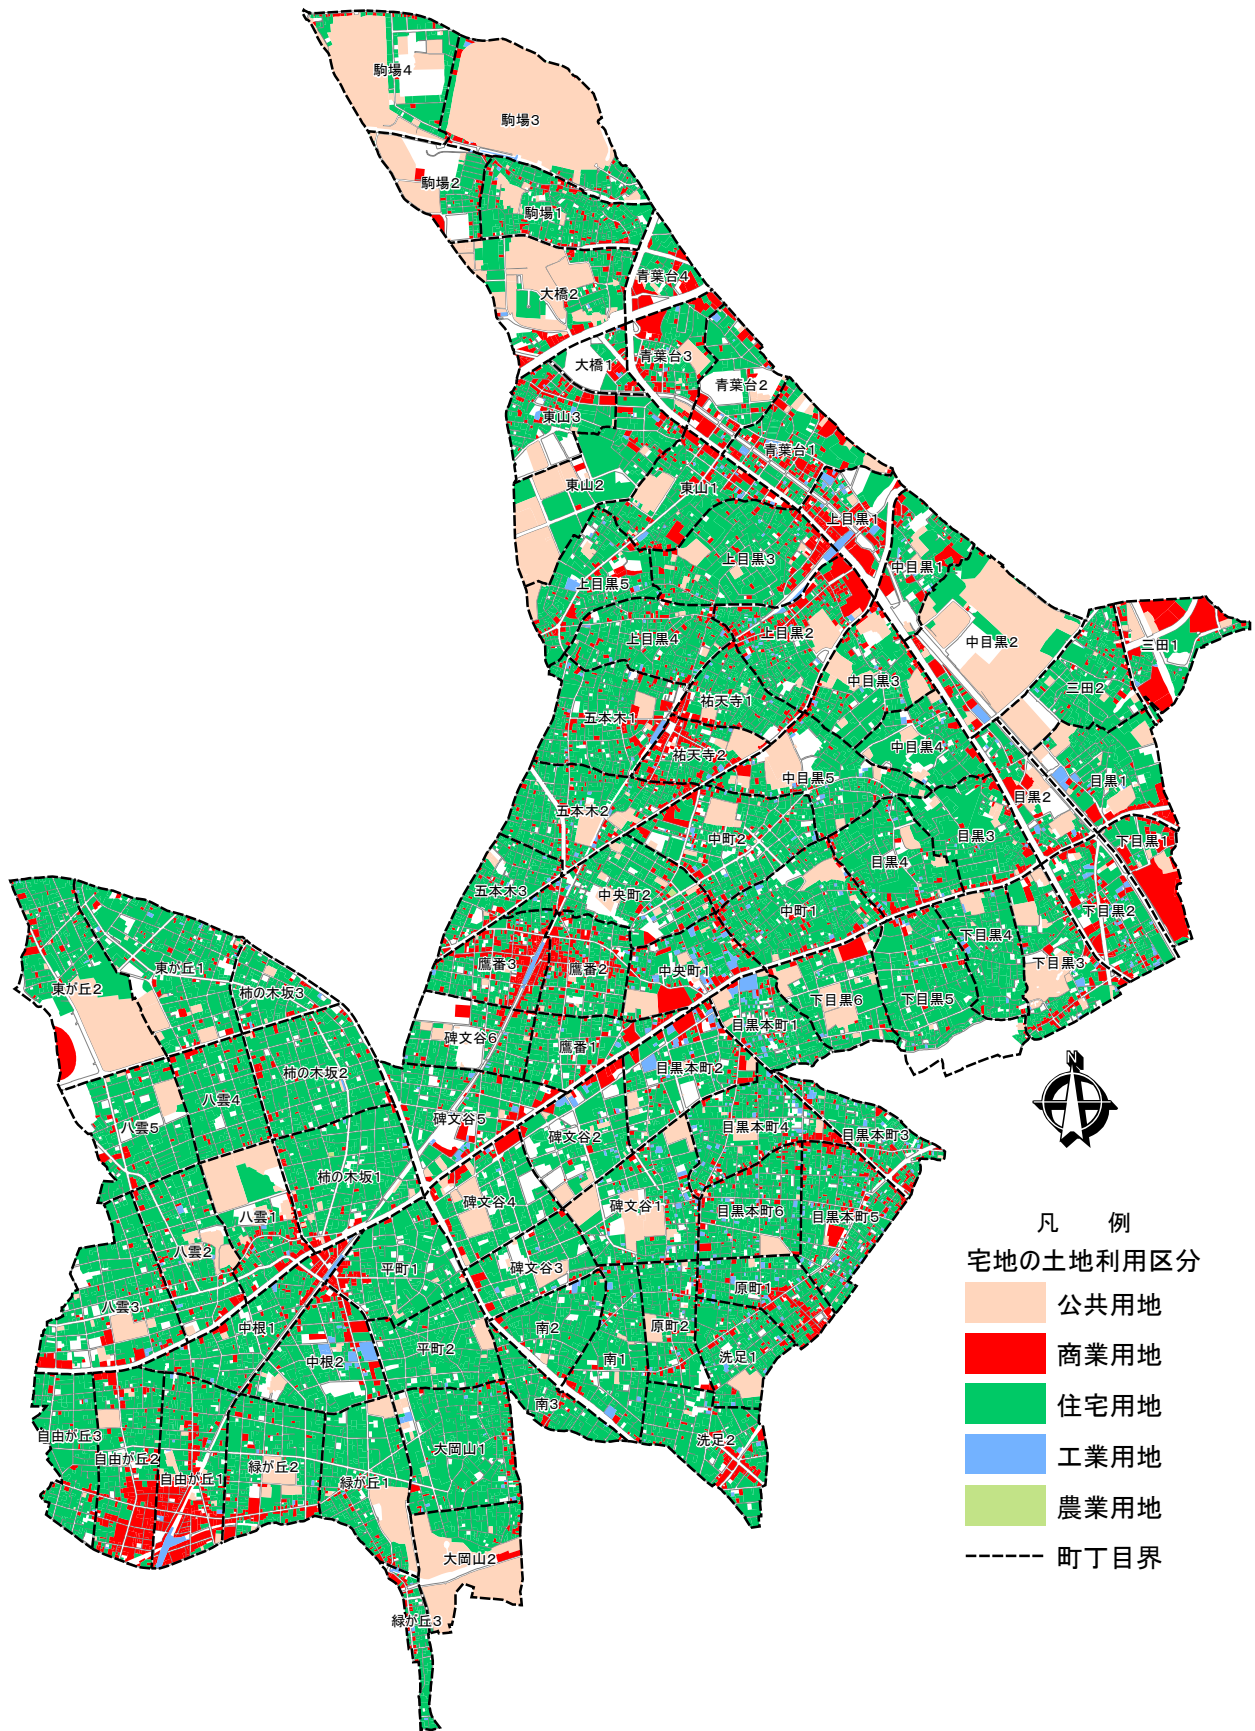 駒場4
駒場3
駒場2
駒場1
青葉台4
大橋2
青葉台3
大橋1
青葉台2
東山3
青葉台1
東山2
東山1
上目黒1
上目黒3
中目黒1
上目黒5
上目黒4
上目黒2
中目黒2
三田1
中目黒3
三田2
祐天寺1
五本木1
中目黒4
祐天寺2
中目黒5
目黒1
目黒2
五本木2
中町2
目黒3
下目黒1
目黒4
五本木3
中央町2
中町1
下目黒2
下目黒4
鷹番3
鷹番2
中央町1
下目黒3
東が丘1
東が丘2
柿の木坂3
下目黒6
下目黒5
目黒本町1
碑文谷6
鷹番1
目黒本町2
柿の木坂2
八雲4
八雲5
碑文谷5
碑文谷2
目黒本町4
目黒本町3
柿の木坂1
碑文谷4
碑文谷1
目黒本町6
目黒本町5
八雲1
八雲2
平町1
碑文谷3
原町1
八雲3
中根1
南2
原町2
中根2
平町2
南1
洗足1
南3
自由が丘3
自由が丘2
自由が丘1
緑が丘2
緑が丘1
大岡山1
洗足2
大岡山2
緑が丘3
N
凡 例
宅地の土地利用区分
公共用地
商業用地
住宅用地
工業用地
農業用地
町丁目界